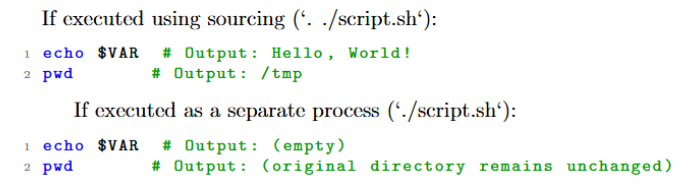 If executed using sourcing (‘. ./script.sh‘):
1 echo $VAR # Output: Hello, World!
2 pwd # Output: /tmp
If executed as a separate process (‘./script.sh‘):
1 echo $VAR # Output: (empty)
2 pwd # Output: (original directory remains unchanged)